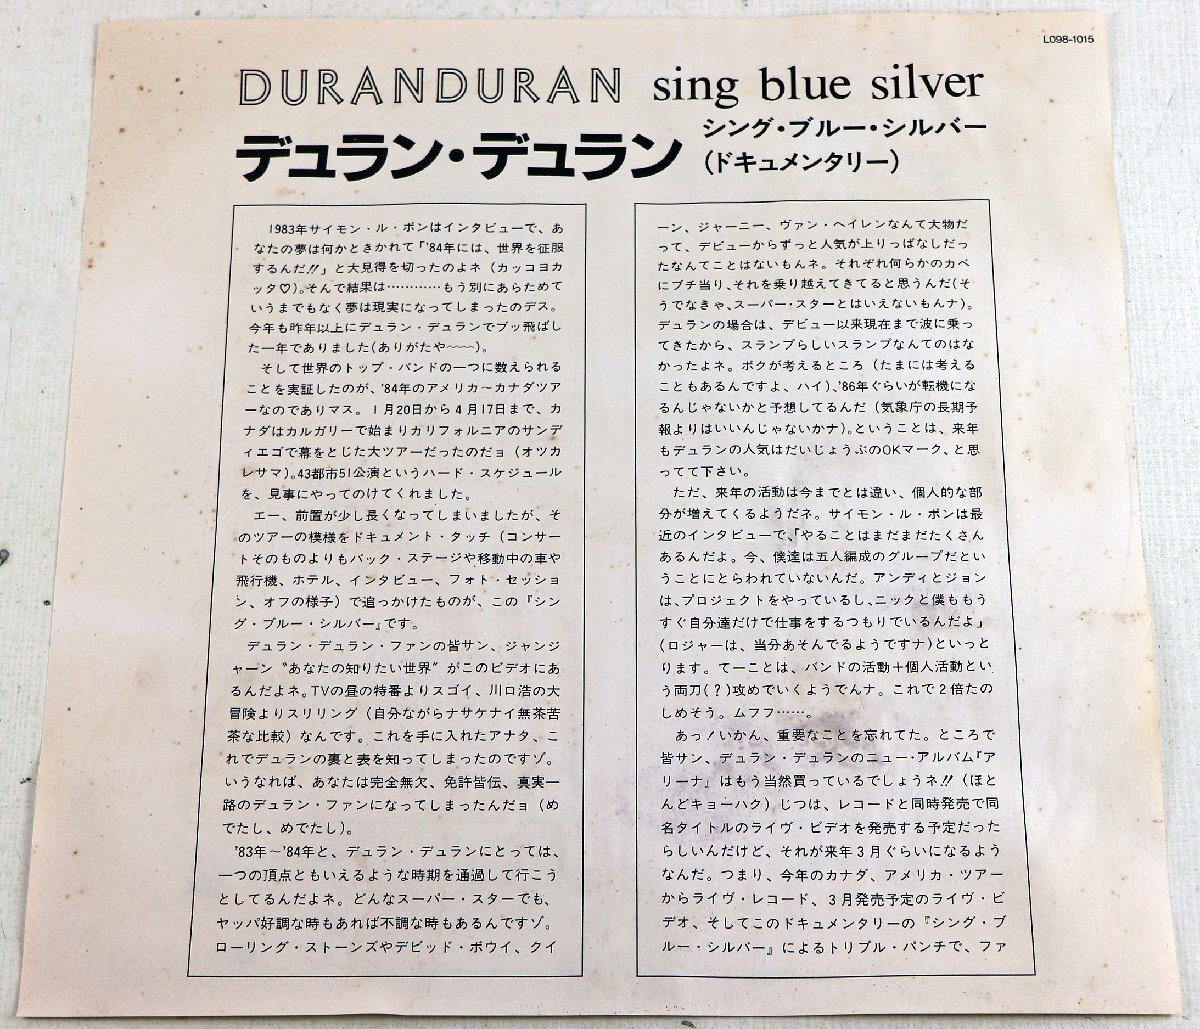 L098-1015
DURANDURAN sing blue silver
デュラン・デュラン
シング・ブルー・シルバー
(ドキュメンタリー)
1983年サイモン・ル・ボンはインタビューで、あ
なたの夢は何かときかれて「'84年には、世界を征服
するんだ!!」と大見得を切ったのよネ(カッコヨカ
ッタ♡)。そんで結果は…………もう別にあらためて
いうまでもなく夢は現実になってしまったのデス。
今年も昨年以上にデュラン・デュランでブッ飛ばし
た一年でありました(ありがたや〜〜〜)。
そして世界のトップ・バンドの一つに数えられる
ことを実証したのが、'84年のアメリカ〜カナダツア
ーなのでありマス。1月20日から4月17日まで、カ
ナダはカルガリーで始まりカリフォルニアのサンデ
ィエゴで幕をとじた大ツアーだったのだョ(オツカ
レサマ)。43都市51公演というハード・スケジュール
を、見事にやってのけてくれました。
エー、前置が少し長くなってしまいましたが、そ
のツアーの模様をドキュメント・タッチ(コンサー
トそのものよりもバック・ステージや移動中の車や
飛行機、ホテル、インタビュー、フォト・セッショ
ン、オフの様子)で追っかけたものが、この『シン
グ・ブルー・シルバー』です。
デュラン・デュラン・ファンの皆サン、ジャンジ
ャーン“あなたの知りたい世界”がこのビデオにあ
るんだよネ。TVの昼の特番よりスゴイ、川口浩の大
冒険よりスリリング(自分ながらナサケナイ無茶苦
茶な比較)なんです。これを手に入れたアナタ、こ
れでデュランの裏と表を知ってしまったのですゾ。
いうなれば、あなたは完全無欠、免許皆伝、真実一
路のデュラン・ファンになってしまったんだョ(め
でたし、めでたし)。
'83年〜'84年と、デュラン・デュランにとっては、
一つの頂点ともいえるような時期を通過して行こう
としてるんだよネ。どんなスーパー・スターでも、
ヤッパ好調な時もあれば不調な時もあるんですゾ。
ローリング・ストーンズやデビッド・ボウイ、クイ
ーン、ジャーニー、ヴァン・ヘイレンなんて大物だ
って、デビューからずっと人気が上りっぱなしだっ
たなんてことはないもんネ。それぞれ何らかのカベ
にブチ当り、それを乗り越えてきてると思うんだ(そ
うでなきゃ、スーパー・スターとはいえないもんナ)。
デュランの場合は、デビュー以来現在まで波に乗っ
てきたから、スランプらしいスランプなんてのはな
かったよネ。ボクが考えるところ(たまには考える
こともあるんですよ、ハイ)、'86年ぐらいが転機にな
るんじゃないかと予想してるんだ(気象庁の長期予
報よりはいいんじゃないかナ)。ということは、来年
もデュランの人気はだいじょうぶのOKマーク、と思
ってて下さい。
ただ、来年の活動は今までとは違い、個人的な部
分が増えてくるようだネ。サイモン・ル・ボンは最
近のインタビューで、「やることはまだまだたくさん
あるんだよ。今、僕達は五人編成のグループだとい
うことにとらわれていないんだ。アンディとジョン
は、プロジェクトをやっているし、ニックと僕ももう
すぐ自分達だけで仕事をするつもりでいるんだよ」
(ロジャーは、当分あそんでるようですナ)といっと
ります。てーことは、バンドの活動+個人活動とい
う両刀(?)攻めでいくようでんナ。これで2倍たの
しめそう。ムフフ……。
あっ!いかん、重要なことを忘れてた。ところで
皆サン、デュラン・デュランのニュー・アルバム『ア
リーナ』はもう当然買っているでしょうネ!!(ほと
んどキョーハク)じつは、レコードと同時発売で同
名タイトルのライヴ・ビデオを発売する予定だった
らしいんだけど、それが来年3月ぐらいになるよう
なんだ。つまり、今年のカナダ、アメリカ・ツアー
からライヴ・レコード、3月発売予定のライヴ・ビ
デオ、そしてこのドキュメンタリーの『シング・ブ
ルー・シルバー』によるトリプル・パンチで、ファ